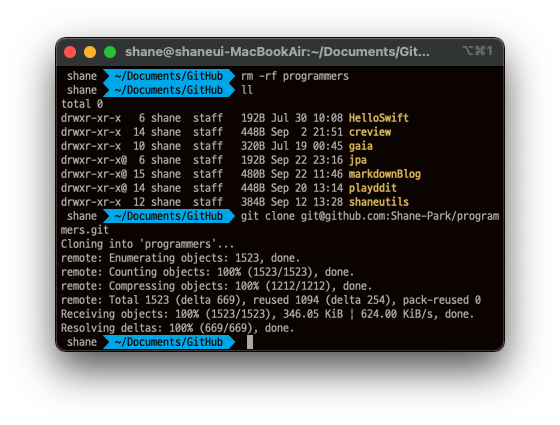 shane@shaneui-MacBookAir:~/Documents/Git... ⌥⌘1
shane ~/Documents/GitHub rm -rf programmers
shane ~/Documents/GitHub ll
total 0
drwxr-xr-x 6 shane staff 192B Jul 30 10:08 HelloSwift
drwxr-xr-x 14 shane staff 448B Sep 2 21:51 creview
drwxr-xr-x 10 shane staff 320B Jul 19 00:45 gaia
drwxr-xr-x@ 6 shane staff 192B Sep 22 23:16 jpa
drwxr-xr-x@ 15 shane staff 480B Sep 22 11:46 markdownBlog
drwxr-xr-x@ 14 shane staff 448B Sep 20 13:14 playddit
drwxr-xr-x 12 shane staff 384B Sep 12 13:28 shaneutils
shane ~/Documents/GitHub git clone git@github.com:Shane-Park/program
mers.git
Cloning into 'programmers'...
remote: Enumerating objects: 1523, done.
remote: Counting objects: 100% (1523/1523), done.
remote: Compressing objects: 100% (1212/1212), done.
remote: Total 1523 (delta 669), reused 1094 (delta 254), pack-reused 0
Receiving objects: 100% (1523/1523), 346.05 KiB ¦ 624.00 KiB/s, done.
Resolving deltas: 100% (669/669), done.
shane ~/Documents/GitHub